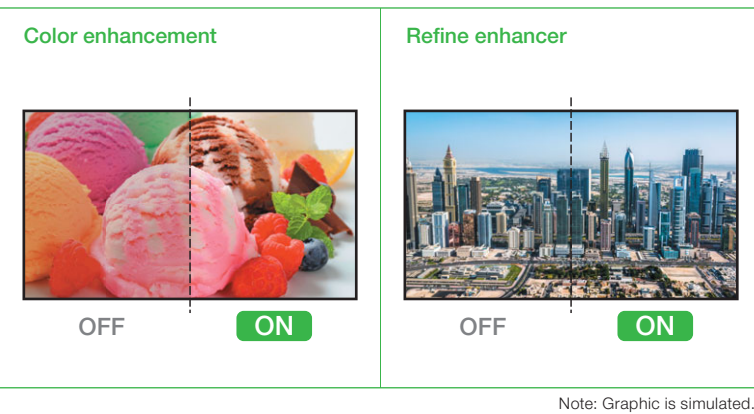 Color enhancement
Refine enhancer
OFF
ON
OFF
ON
Note: Graphic is simulated.